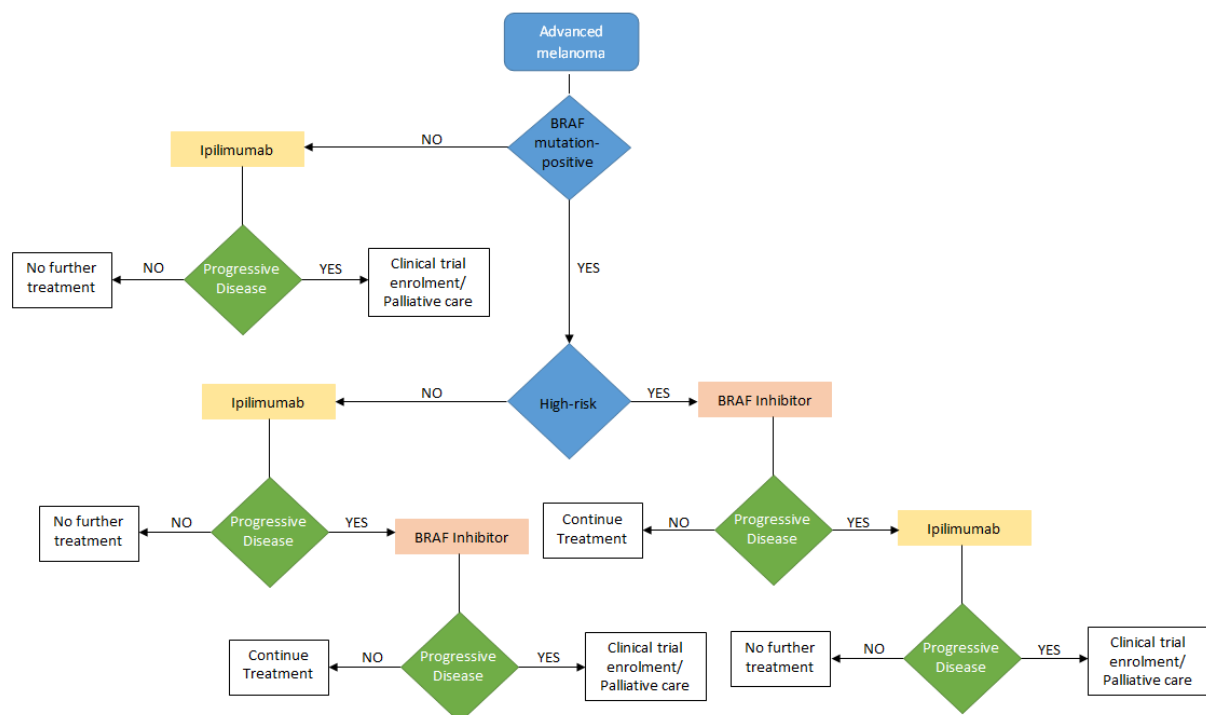 Advanced
melanoma
BRAF
mutation-
positive
NO
Ipilimumab
YES
No further
treatment
NO
Progressive
Disease
YES
Clinical trial
enrolment/
Palliative care
High-risk
NO
YES
Ipilimumab
BRAF Inhibitor
No further
treatment
NO
Progressive
Disease
YES
BRAF Inhibitor
Continue
Treatment
NO
Progressive
Disease
YES
Ipilimumab
Continue
Treatment
NO
Progressive
Disease
YES
Clinical trial
enrolment/
Palliative care
No further
treatment
NO
Progressive
Disease
YES
Clinical trial
enrolment/
Palliative care